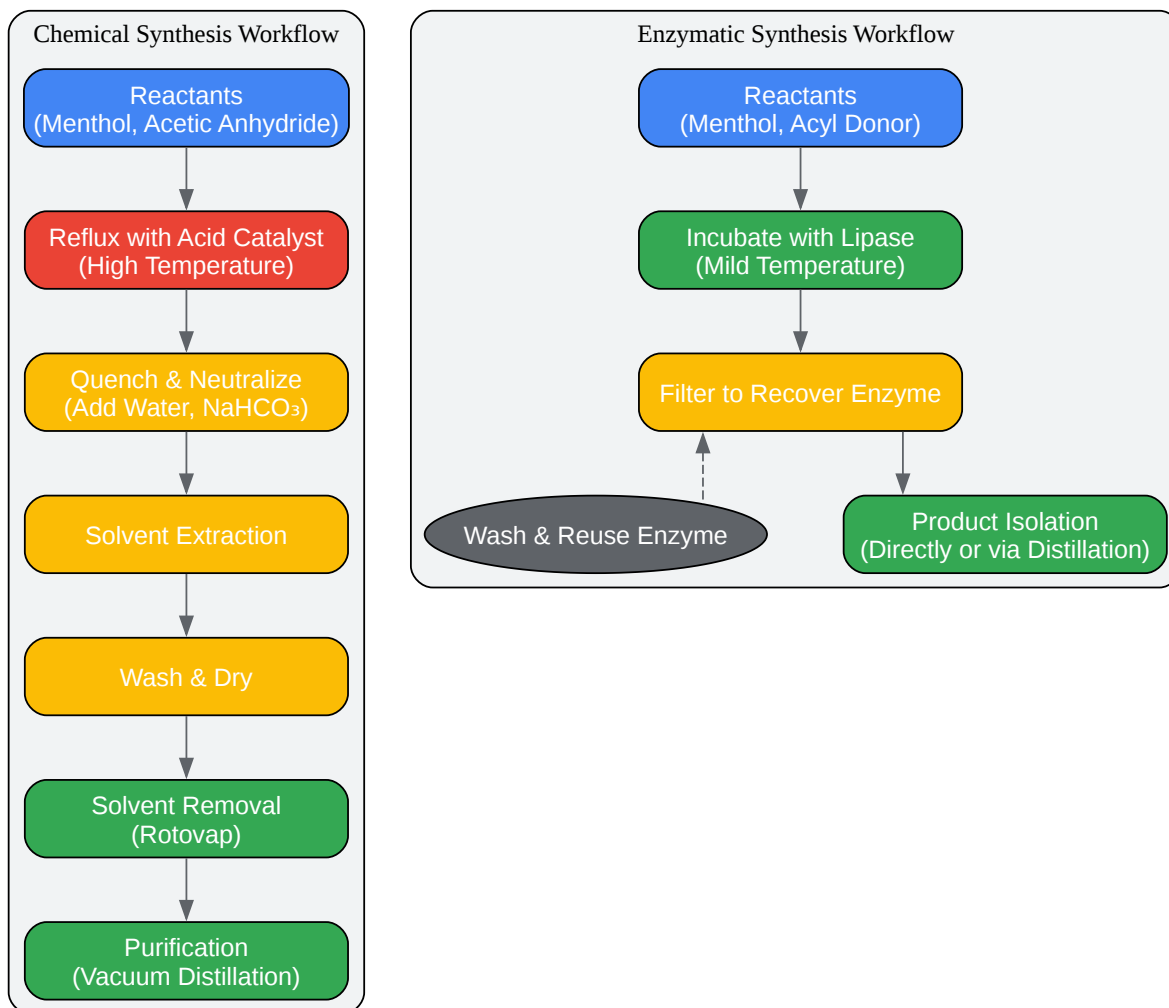 Chemical Synthesis Workflow
Reactants
(Menthol, Acetic Anhydride)
Reflux with Acid Catalyst
(High Temperature)
Quench & Neutralize
(Add Water, NaHCO₃)
Solvent Extraction
Wash & Dry
Solvent Removal
(Rotovap)
Purification
(Vacuum Distillation)
Enzymatic Synthesis Workflow
Reactants
(Menthol, Acyl Donor)
Incubate with Lipase
(Mild Temperature)
Filter to Recover Enzyme
Wash & Reuse Enzyme
Product Isolation
(Directly or via Distillation)